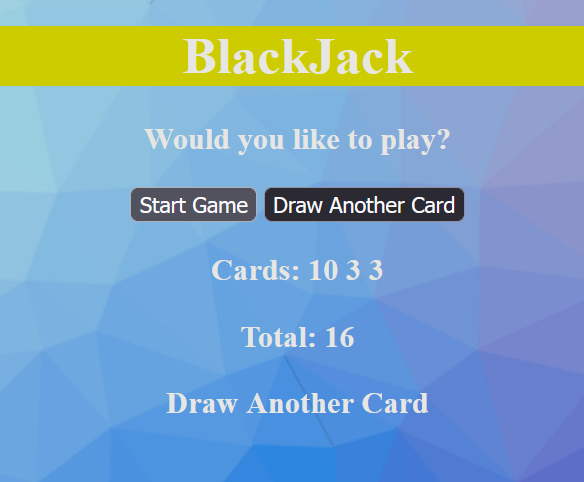 BlackJack
Would you like to play?
Start Game Draw Another Card
Cards: 10 3 3
Total: 16
Draw Another Card